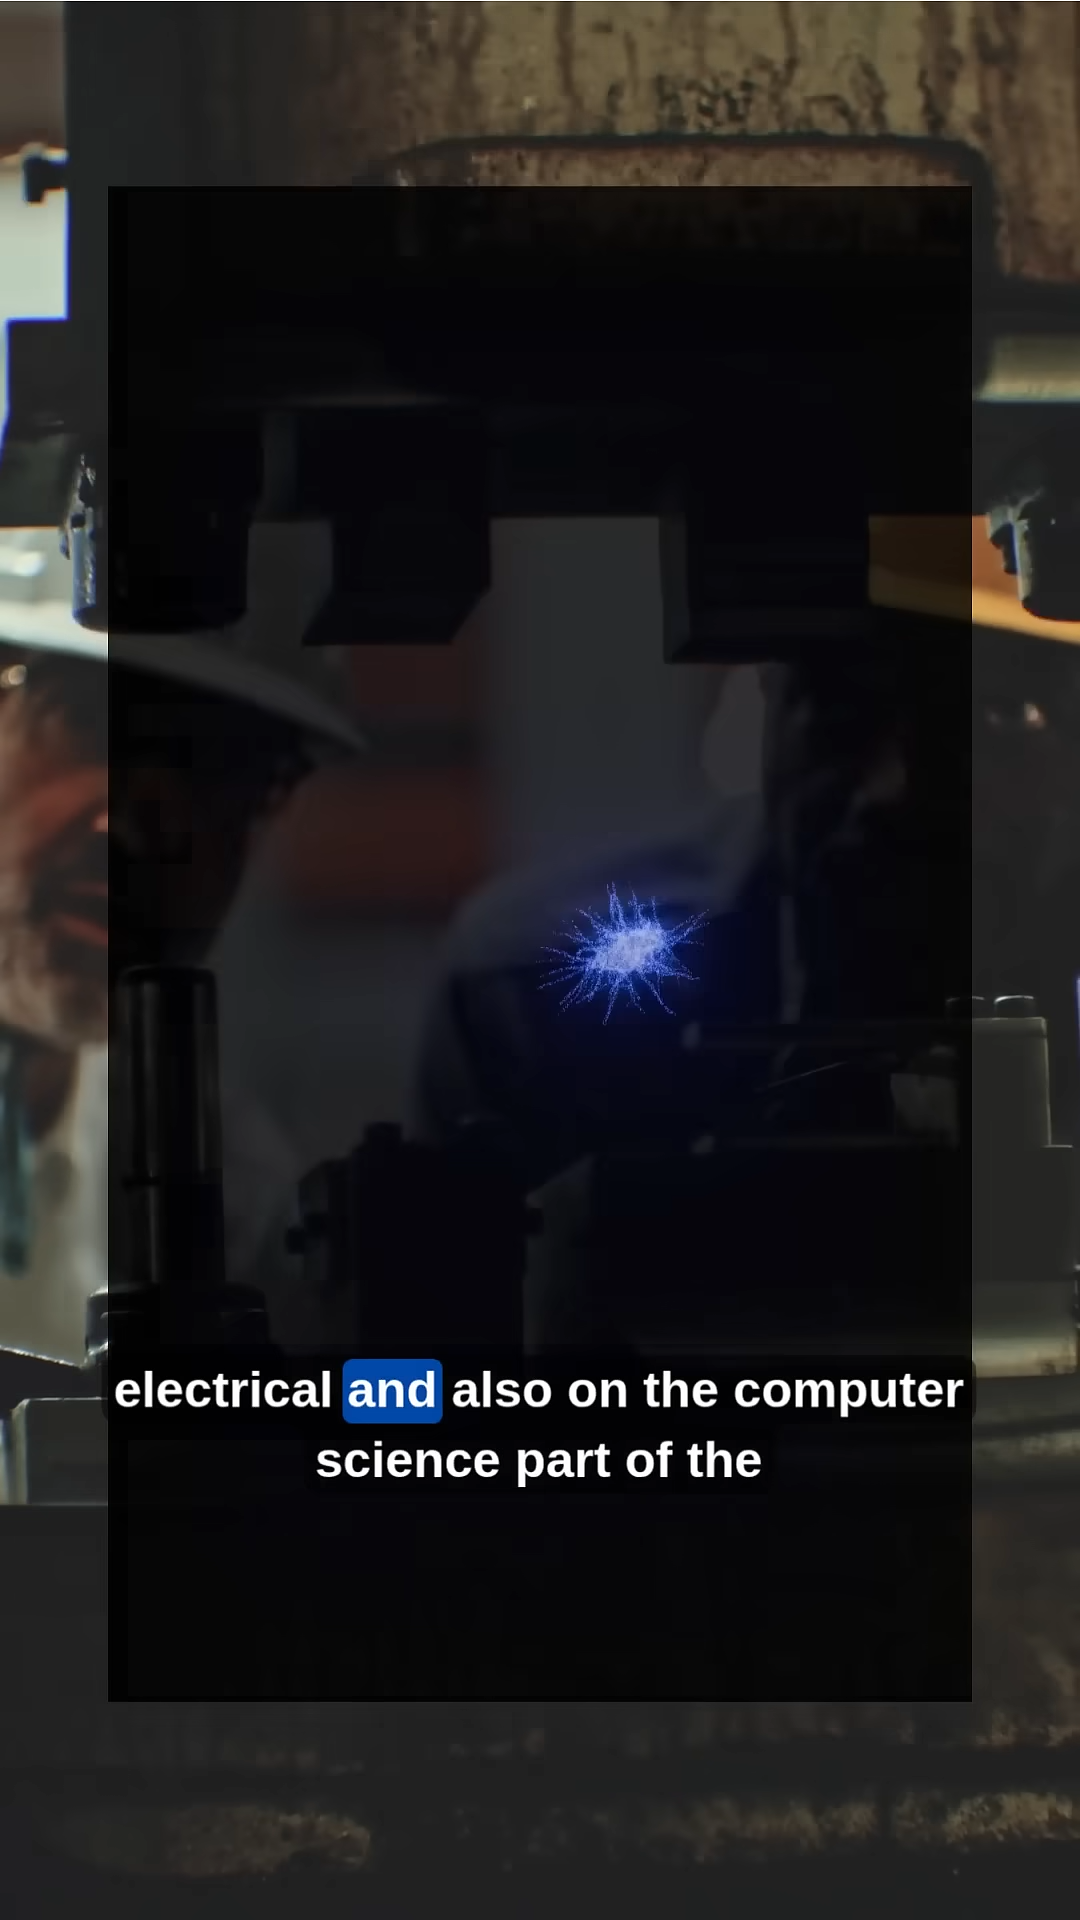 electrical and also on the computer
science part of the